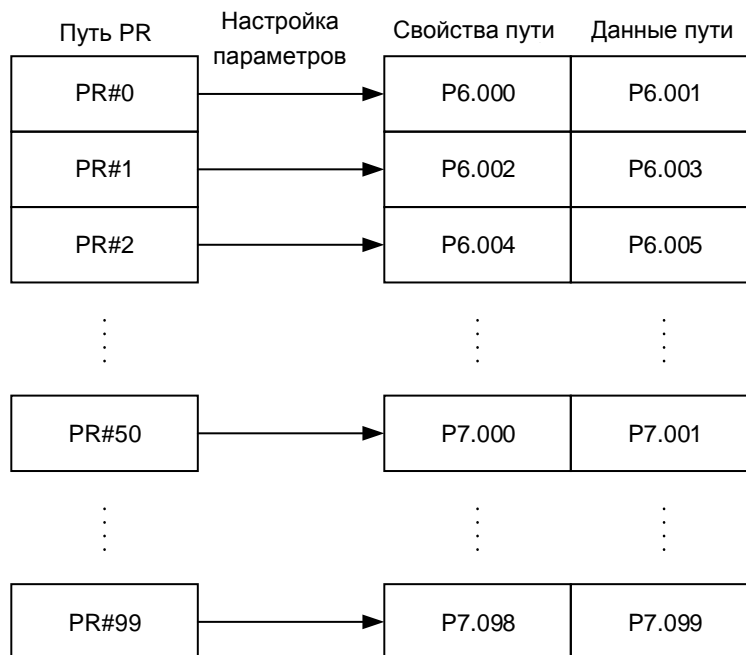 Путь PR
Настройка
параметров
Свойства пути
Данные пути
PR#0
P6.000
P6.001
PR#1
P6.002
P6.003
PR#2
P6.004
P6.005
PR#50
P7.000
P7.001
PR#99
P7.098
P7.099